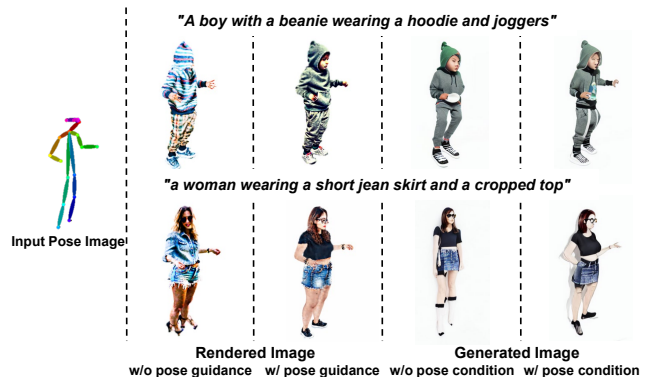 "A boy with a beanie wearing a hoodie and joggers"
"a woman wearing a short jean skirt and a cropped top"
Input Pose Image
Rendered Image Generated Image
w/o pose guidance w/ pose guidance w/o pose condition w/ pose condition